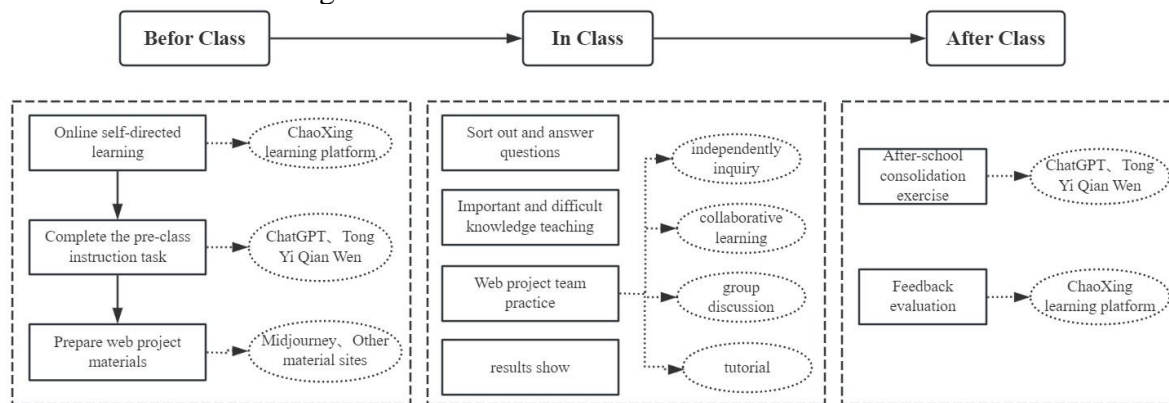 Befor Class
In Class
After Class
Online self-directed
learning
ChaoXing
learning platform
Complete the pre-class
instruction task
ChatGPT、Tong
Yi Qian Wen
Prepare web project
materials
Midjourney、Other
material sites
Sort out and answer
questions
Important and difficult
knowledge teaching
Web project team
practice
results show
independently
inquiry
collaborative
learning
group
discussion
tutorial
After-school
consolidation
exercise
ChatGPT、Tong
Yi Qian Wen
Feedback
evaluation
ChaoXing
learning platform